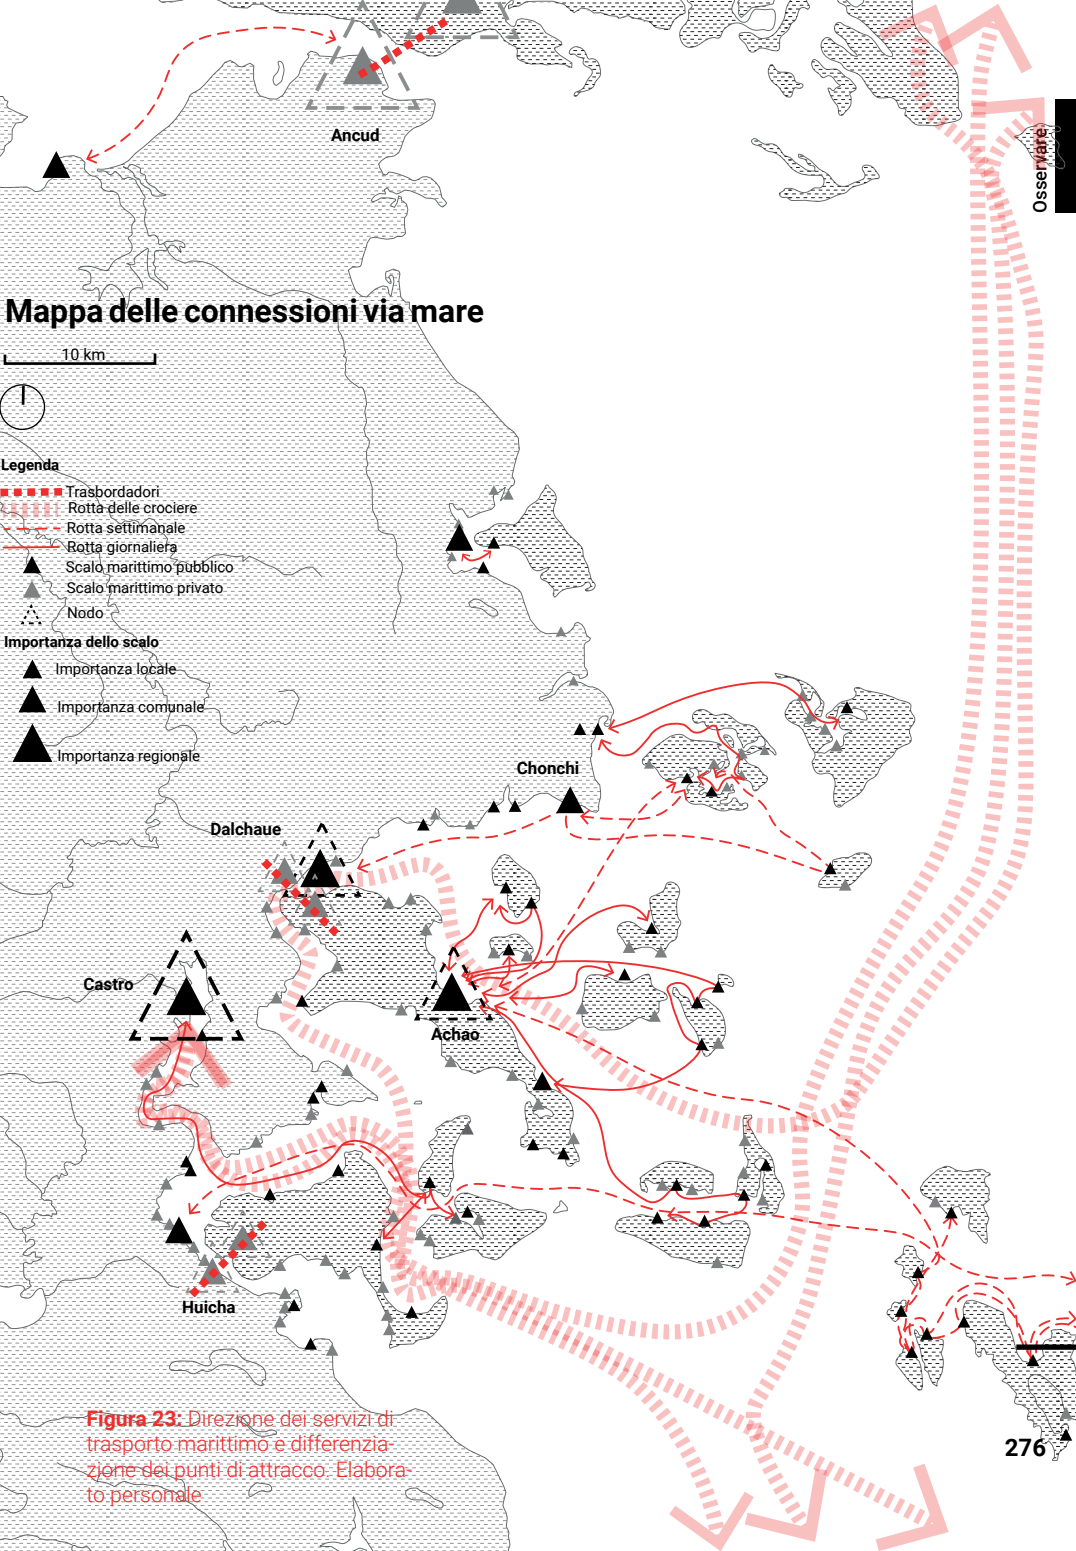 Ancud
Osservare
Mappa delle connessioni via mare
10 km
Legenda
Trasbordadori
Rotta delle crociere
Rotta settimanale
Rotta giornaliera
Scalo marittimo pubblico
Scalo marittimo privato
Nodo
Importanza dello scalo
Importanza locale
Importanza comunale
Importanza regionale
Chonchi
Dalchaue
Castro
Achao
Huicha
Figura 23: Direzione dei servizi di
trasporto marittimo e differenzia-
zione dei punti di attracco. Elabora-
to personale
276